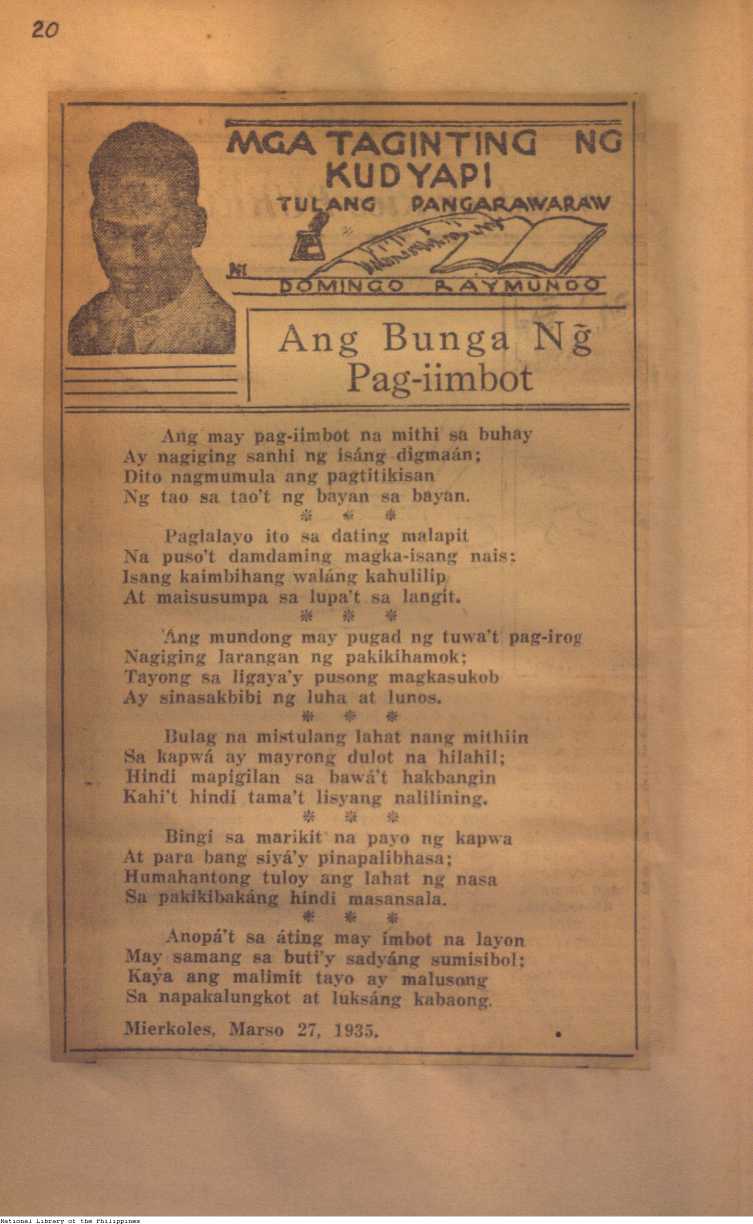 20
MGA TAGINTING NG
KUDYAPI
TULANG PANGARAWARAW
NI
DOMINGO RAYMUNDO
Ang Bunga Ng̃
Pag-iimbot
Ang may pag-iimbot na mithi sa buhay
Ay nagiging sanhi ng isáng digmaán;
Dito nagmumula ang pagtitikisan
Ng tao sa tao't ng bayan sa bayan.
* * *
Paglalayo ito sa dating malapit
Na puso't damdaming magka-isang nais;
Isang kaimbihang waláng kahulilip
At maisusumpa sa lupa't sa langit.
* * *
Ang mundong may pugad ng tuwa't pag-irog
Nagiging larangan ng pakikihamok;
Tayong sa ligaya'y pusong magkasukob
Ay sinasakbibi ng luha at lunos.
* * *
Bulag na mistulang lahat nang mithiin
Sa kapwá ay mayrong dulot na hilahil;
Hindi mapigilan sa bawá't hakbangin
Kahi't hindi tama't lisyang nalilining.
* * *
Bingi sa marikit na payo ng kapwa
At para bang siyá'y pinapalibhasa;
Humahantong tuloy ang lahat ng nasa
Sa pakikibakáng hindi masansala.
* * *
Anopá't sa áting may imbot na layon
May samang sa buti'y sadyáng sumisibol;
Kaya ang malimit tayo ay malusong
Sa napakalungkot at luksáng kabaong.
Mierkoles, Marso 27, 1935.
National Library of the Philippines